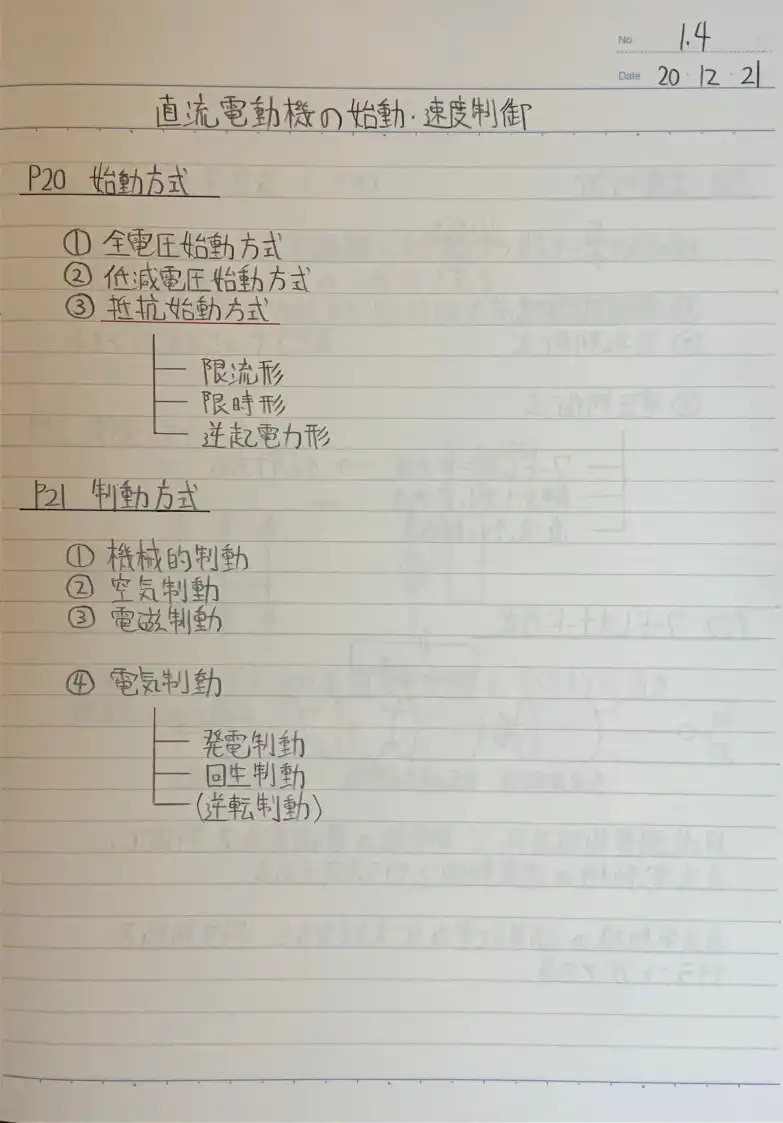 No 1.4
Date 20・12・21
直流電動機の始動・速度制御
P20 始動方式
① 全電圧始動方式
② 低減電圧始動方式
③ 抵抗始動方式
限流形
限時形
逆起電力形
P21 制動方式
① 機械的制動
② 空気制動
③ 電磁制動
④ 電気制動
発電制動
回生制動
(逆転制動)